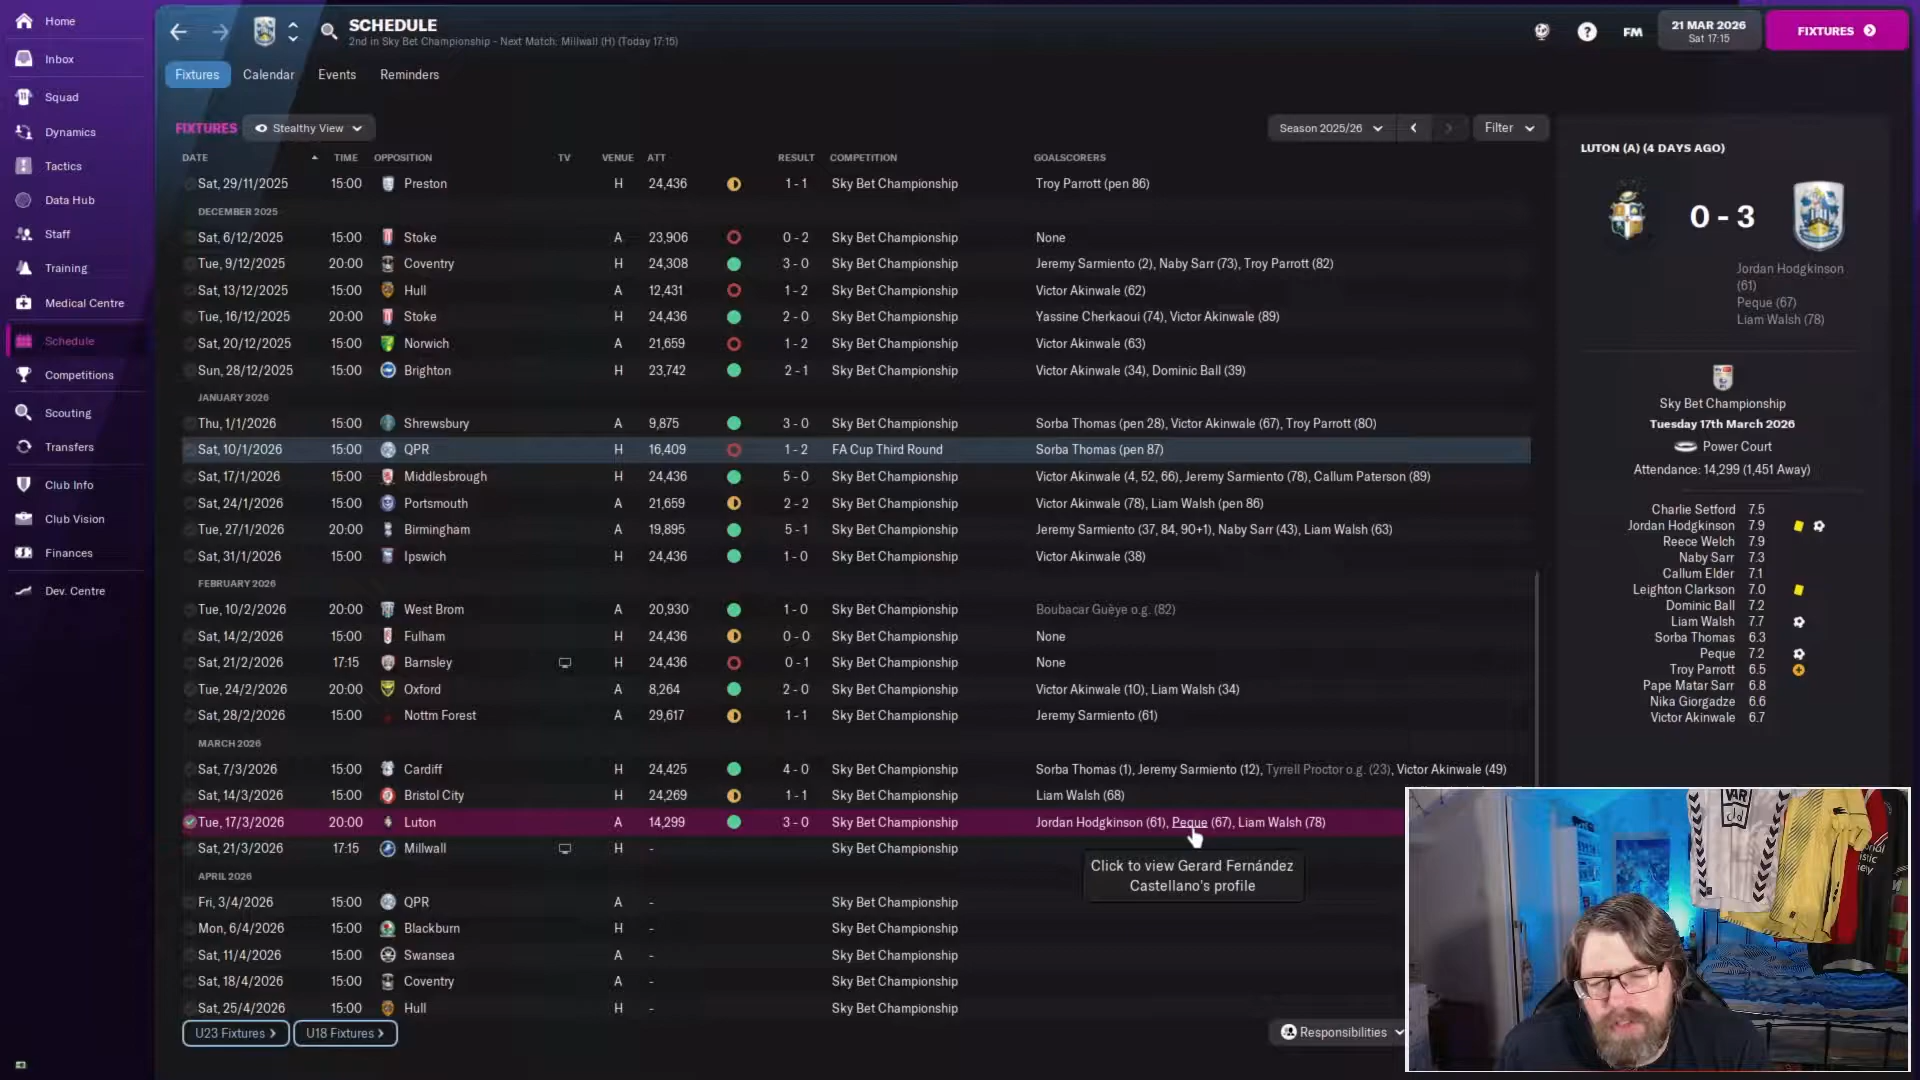 Home
Inbox
Squad
Dynamics
Tactics
Data Hub
Staff
Training
Medical Centre
Schedule
Competitions
Scouting
Transfers
Club Info
Club Vision
Finances
Dev. Centre
SCHEDULE
2nd in Sky Bet Championship - Next Match: Millwall (H) (Today 17:15)
? FM 21 MAR 2026 Sat 17:15 FIXTURES
Fixtures Calendar Events Reminders
FIXTURES Stealthy View Season 2025/26 Filter
DATE TIME OPPOSITION TV VENUE ATT RESULT COMPETITION GOALSCORERS
Sat, 29/11/2025 15:00 Preston H 24,436 1 - 1 Sky Bet Championship Troy Parrott (pen 86)
DECEMBER 2025
Sat, 6/12/2025 15:00 Stoke A 23,906 0 - 2 Sky Bet Championship None
Tue, 9/12/2025 20:00 Coventry H 24,308 3 - 0 Sky Bet Championship Jeremy Sarmiento (2), Naby Sarr (73), Troy Parrott (82)
Sat, 13/12/2025 15:00 Hull A 12,431 1 - 2 Sky Bet Championship Victor Akinwale (62)
Tue, 16/12/2025 20:00 Stoke H 24,436 2 - 0 Sky Bet Championship Yassine Cherkaoui (74), Victor Akinwale (89)
Sat, 20/12/2025 15:00 Norwich A 21,659 1 - 2 Sky Bet Championship Victor Akinwale (63)
Sun, 28/12/2025 15:00 Brighton H 23,742 2 - 1 Sky Bet Championship Victor Akinwale (34), Dominic Ball (39)
JANUARY 2026
Thu, 1/1/2026 15:00 Shrewsbury A 9,875 3 - 0 Sky Bet Championship Sorba Thomas (pen 28), Victor Akinwale (67), Troy Parrott (80)
Sat, 10/1/2026 15:00 QPR H 16,409 1 - 2 FA Cup Third Round Sorba Thomas (pen 87)
Sat, 17/1/2026 15:00 Middlesbrough H 24,436 5 - 0 Sky Bet Championship Victor Akinwale (4, 52, 66), Jeremy Sarmiento (78), Callum Paterson (89)
Sat, 24/1/2026 15:00 Portsmouth A 21,659 2 - 2 Sky Bet Championship Victor Akinwale (78), Liam Walsh (pen 86)
Tue, 27/1/2026 20:00 Birmingham A 19,895 5 - 1 Sky Bet Championship Jeremy Sarmiento (37, 84, 90+1), Naby Sarr (43), Liam Walsh (63)
Sat, 31/1/2026 15:00 Ipswich H 24,436 1 - 0 Sky Bet Championship Victor Akinwale (38)
FEBRUARY 2026
Tue, 10/2/2026 20:00 West Brom A 20,930 1 - 0 Sky Bet Championship Boubacar Guèye o.g. (82)
Sat, 14/2/2026 15:00 Fulham H 24,436 0 - 0 Sky Bet Championship None
Sat, 21/2/2026 17:15 Barnsley H 24,436 0 - 1 Sky Bet Championship None
Tue, 24/2/2026 20:00 Oxford A 8,264 2 - 0 Sky Bet Championship Victor Akinwale (10), Liam Walsh (34)
Sat, 28/2/2026 15:00 Nottm Forest A 29,617 1 - 1 Sky Bet Championship Jeremy Sarmiento (61)
MARCH 2026
Sat, 7/3/2026 15:00 Cardiff H 24,425 4 - 0 Sky Bet Championship Sorba Thomas (1), Jeremy Sarmiento (12), Tyrrell Proctor o.g. (23), Victor Akinwale (49)
Sat, 14/3/2026 15:00 Bristol City H 24,269 1 - 1 Sky Bet Championship Liam Walsh (68)
Tue, 17/3/2026 20:00 Luton A 14,299 3 - 0 Sky Bet Championship Jordan Hodgkinson (61), Peque (67), Liam Walsh (78)
Sat, 21/3/2026 17:15 Millwall H - Sky Bet Championship
Click to view Gerard Fernández
Castellano's profile
APRIL 2026
Fri, 3/4/2026 15:00 QPR A - Sky Bet Championship
Mon, 6/4/2026 15:00 Blackburn H - Sky Bet Championship
Sat, 11/4/2026 15:00 Swansea A - Sky Bet Championship
Sat, 18/4/2026 15:00 Coventry A - Sky Bet Championship
Sat, 25/4/2026 15:00 Hull H - Sky Bet Championship
U23 Fixtures > U18 Fixtures > Responsibilities
LUTON (A) (4 DAYS AGO)
0 - 3
Jordan Hodgkinson
(61)
Peque (67)
Liam Walsh (78)
Sky Bet Championship
Tuesday 17th March 2026
Power Court
Attendance: 14,299 (1,451 Away)
Charlie Setford 7.5
Jordan Hodgkinson 7.9
Reece Welch 7.9
Naby Sarr 7.3
Callum Elder 7.1
Leighton Clarkson 7.0
Dominic Ball 7.2
Liam Walsh 7.7
Sorba Thomas 6.3
Peque 7.2
Troy Parrott 6.5
Pape Matar Sarr 6.8
Nika Giorgadze 6.6
Victor Akinwale 6.7
VAR